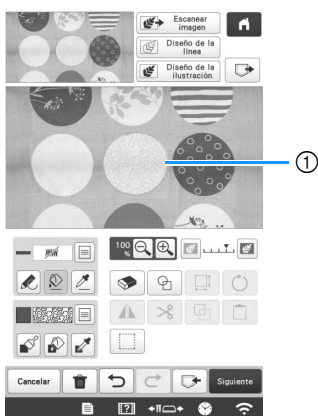 Escanear
imagen
Diseño de la
línea
Diseño de la
ilustración
1
100
%
Cancelar
Siguiente